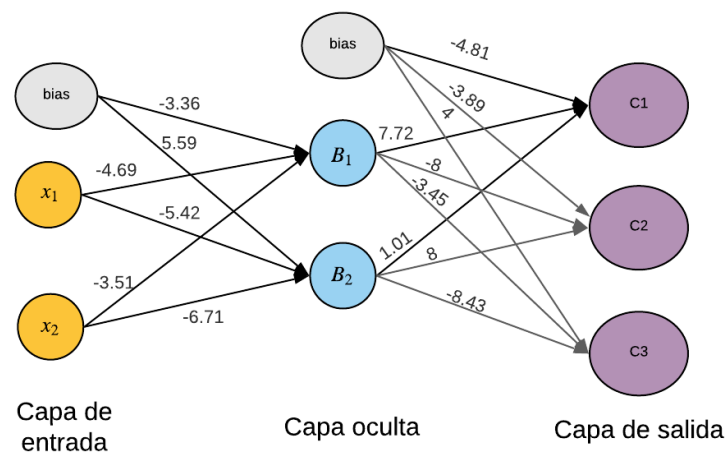 bias
-4.81
C1
bias
-3.36
-3.89
4
5.59
7.72
B₁
-4.69
-8
x₁
-3.45
-5.42
C2
1.01
8
B₂
-3.51
-8.43
x₂
-6.71
C3
Capa de
entrada
Capa oculta
Capa de salida